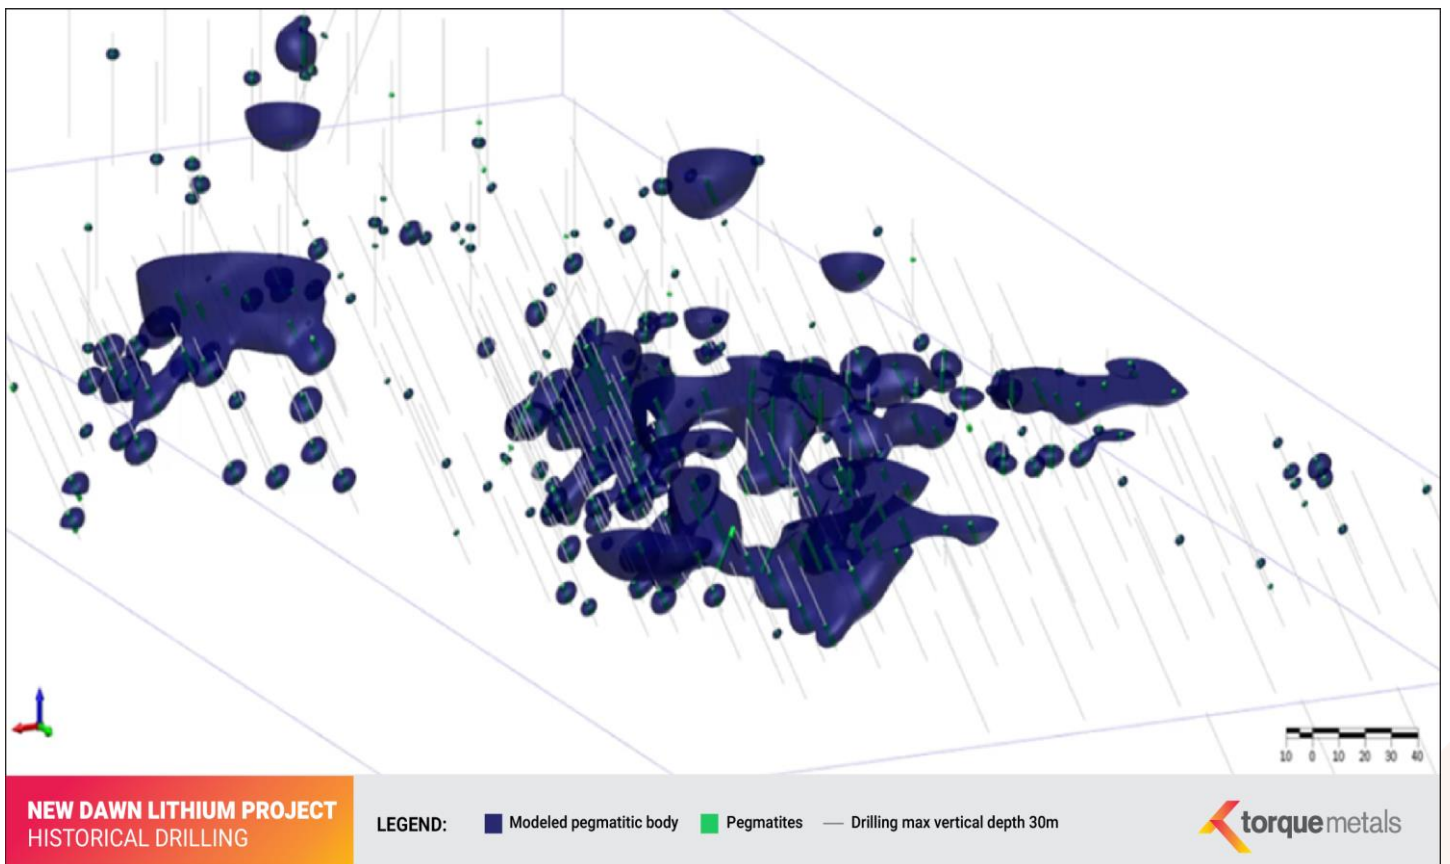 10 0 10 20 30 40
NEW DAWN LITHIUM PROJECT
HISTORICAL DRILLING
LEGEND:
Modeled pegmatitic body
Pegmatites
Drilling max vertical depth 30m
torquemetals